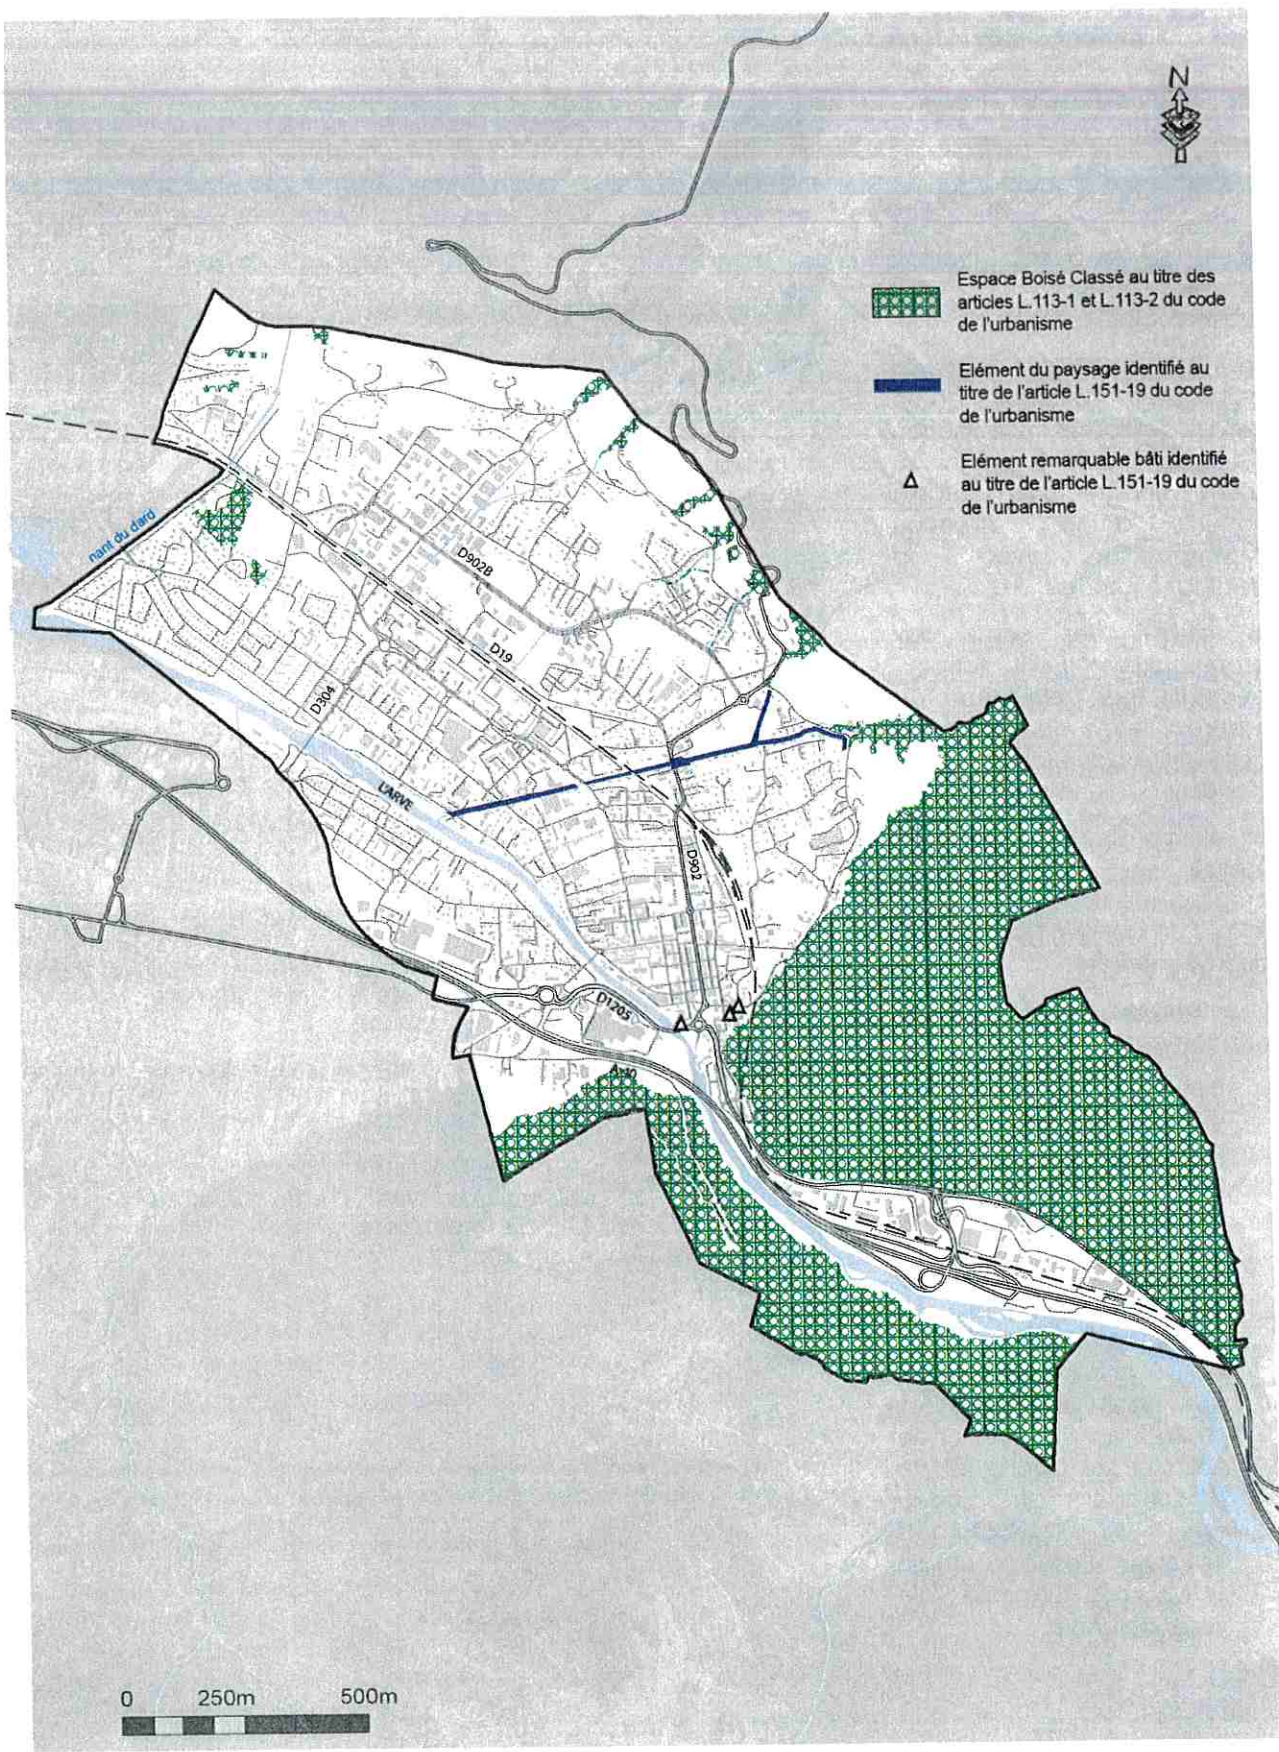 N
Espace Boisé Classé au titre des
articles L.113-1 et L.113-2 du code
de l'urbanisme
Elément du paysage identifié au
titre de l'article L.151-19 du code
de l'urbanisme
Elément remarquable bâti identifié
au titre de l'article L.151-19 du code
de l'urbanisme
nant du dard
D902B
D19
D304
L'ARVE
D902
D1205
0 250m 500m